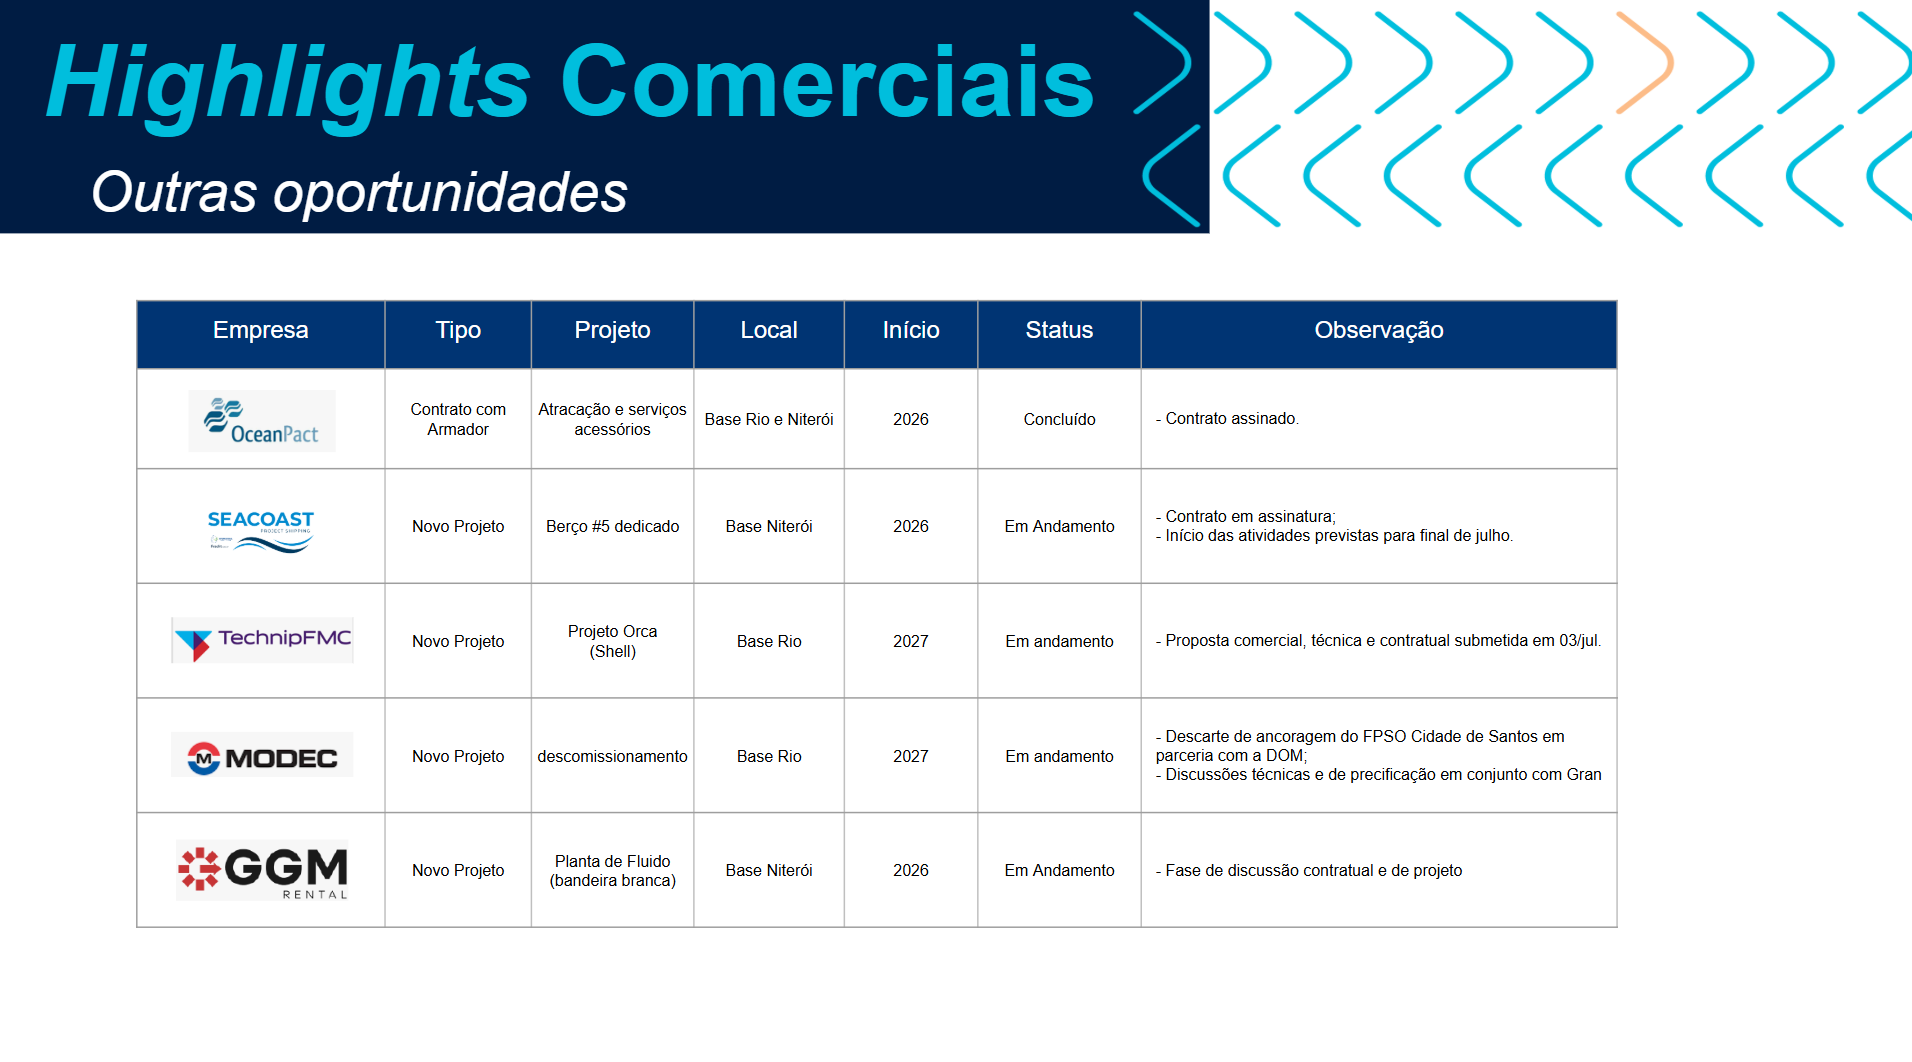 Highlights Comerciais
Outras oportunidades
Empresa Tipo Projeto Local Início Status Observação
OceanPact
Contrato com
Armador
Atracação e serviços
acessórios
Base Rio e Niterói
2026
Concluído
- Contrato assinado.
SEACOAST
PROJECT SHIPPING
Novo Projeto
Berço #5 dedicado
Base Niterói
2026
Em Andamento
- Contrato em assinatura;
- Início das atividades previstas para final de julho.
TechnipFMC
Novo Projeto
Projeto Orca
(Shell)
Base Rio
2027
Em andamento
- Proposta comercial, técnica e contratual submetida em 03/jul.
M MODEC
Novo Projeto
descomissionamento
Base Rio
2027
Em andamento
- Descarte de ancoragem do FPSO Cidade de Santos em
parceria com a DOM;
- Discussões técnicas e de precificação em conjunto com Gran
GGM
RENTAL
Novo Projeto
Planta de Fluido
(bandeira branca)
Base Niterói
2026
Em Andamento
- Fase de discussão contratual e de projeto